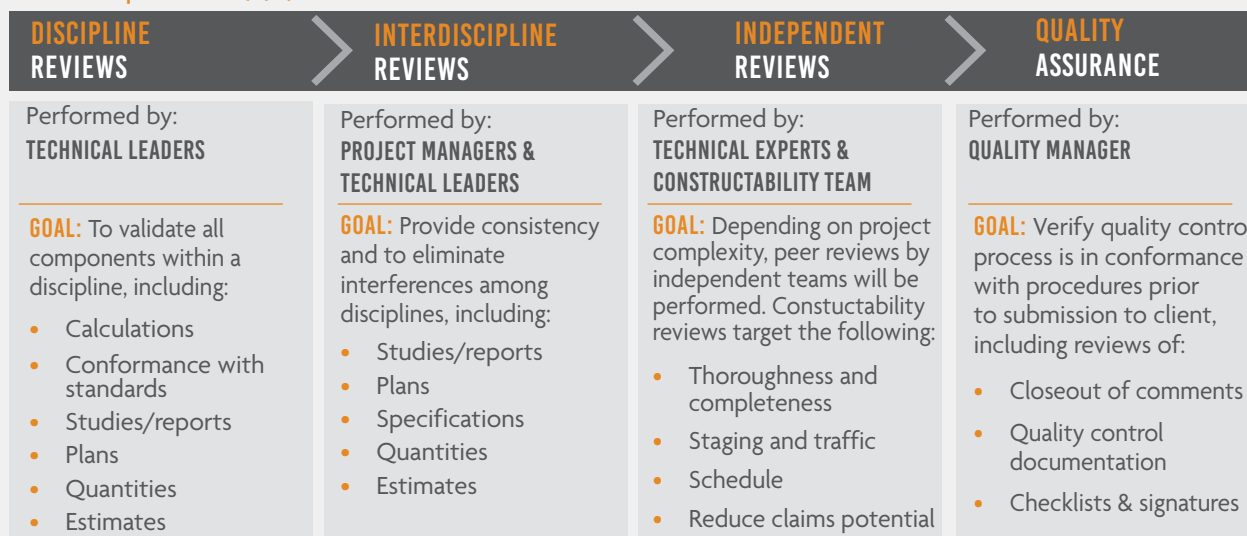 DISCIPLINE
REVIEWS
INTERDISCIPLINE
REVIEWS
INDEPENDENT
REVIEWS
QUALITY
ASSURANCE
Performed by:
TECHNICAL LEADERS
GOAL: To validate all
components within a
discipline, including:
• Calculations
• Conformance with
standards
• Studies/reports
• Plans
• Quantities
• Estimates
Performed by:
PROJECT MANAGERS &
TECHNICAL LEADERS
GOAL: Provide consistency
and to eliminate
interferences among
disciplines, including:
• Studies/reports
• Plans
• Specifications
• Quantities
• Estimates
Performed by:
TECHNICAL EXPERTS &
CONSTRUCTABILITY TEAM
GOAL: Depending on project
complexity, peer reviews by
independent teams will be
performed. Constuctability
reviews target the following:
• Thoroughness and
completeness
• Staging and traffic
• Schedule
• Reduce claims potential
Performed by:
QUALITY MANAGER
GOAL: Verify quality contro
process is in conformance
with procedures prior
to submission to client,
including reviews of:
• Closeout of comments
• Quality control
documentation
• Checklists & signatures